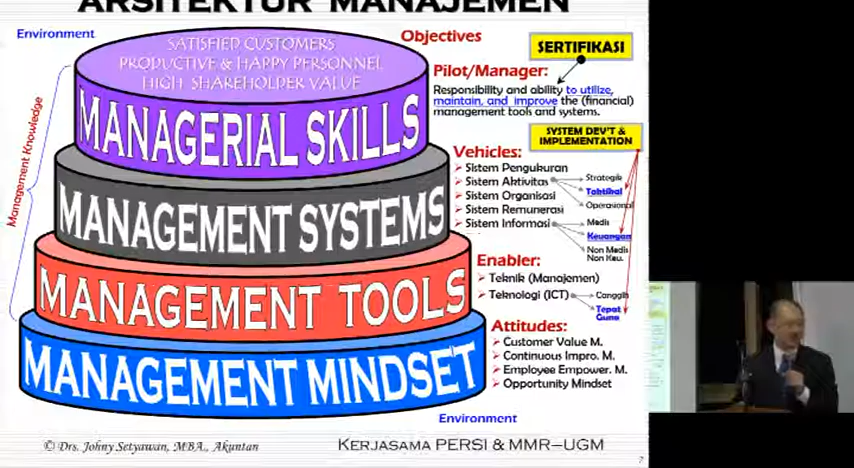 ARSITEKTUR MANAJEMEN
Environment
Objectives
SATISFIED CUSTOMERS
PRODUCTIVE & HAPPY PERSONNEL
HIGH SHAREHOLDER VALUE
SERTIFIKASI
Pilot/Manager:
Responsibility and ability to utilize,
maintain, and improve the (financial)
management tools and systems.
MANAGERIAL SKILLS
SYSTEM DEV'T &
IMPLEMENTATION
Management Knowledge
Vehicles:
Sistem Pengukuran
Sistem Aktivitas
Sistem Organisasi
Sistem Remunerasi
Sistem Informasi
Strategik
Taktikal
Operasional
Medis
Keuangan
Non Medis
Non Keu.
MANAGEMENT SYSTEMS
Enabler:
Teknik (Manajemen)
Teknologi (ICT)
Canggih
Tepat
Guna
MANAGEMENT TOOLS
Attitudes:
Customer Value M.
Continuous Impro. M.
Employee Empower. M.
Opportunity Mindset
MANAGEMENT MINDSET
Environment
© Drs. Johny Setyawan, MBA., Akuntan
KERJASAMA PERSI & MMR-UGM
7